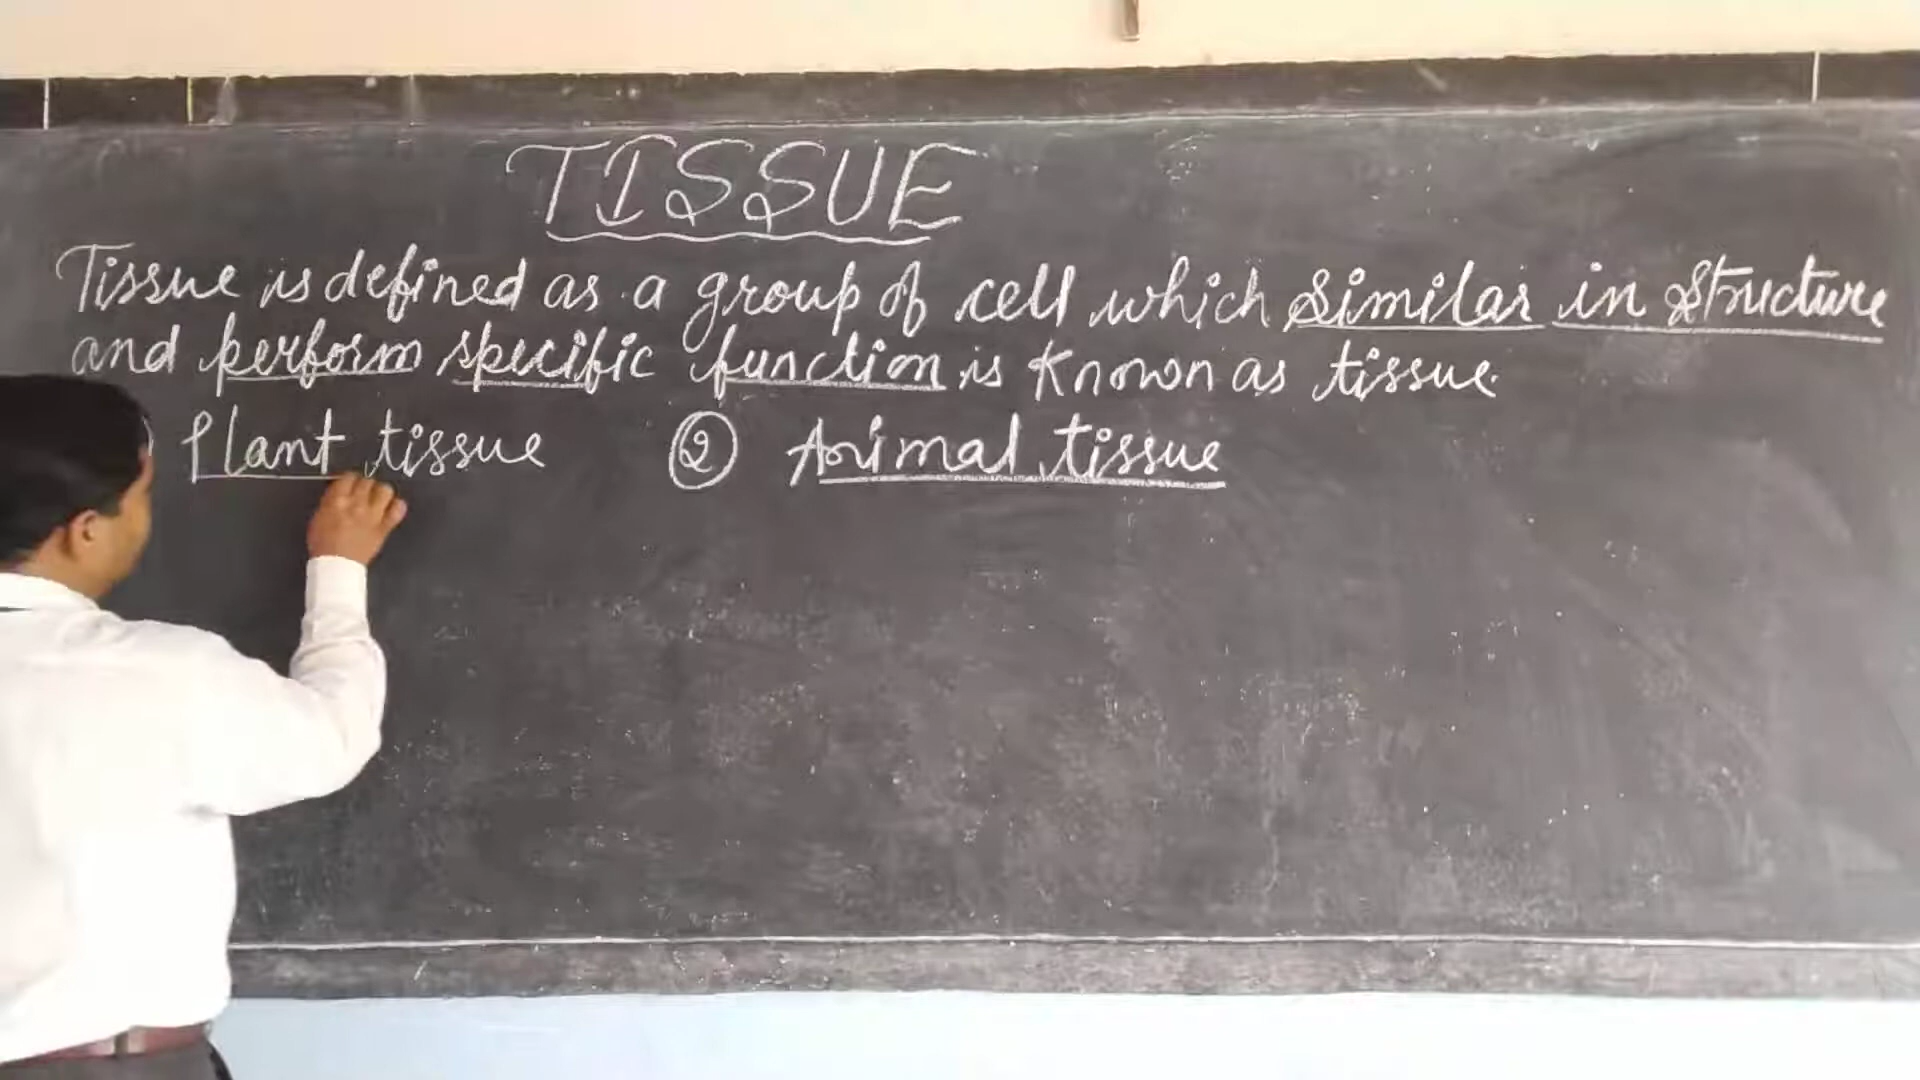 TISSUE
Tissue is defined as a group of cell which similar in structure
and perform specific function is known as tissue.
Plant tissue ② Animal tissue